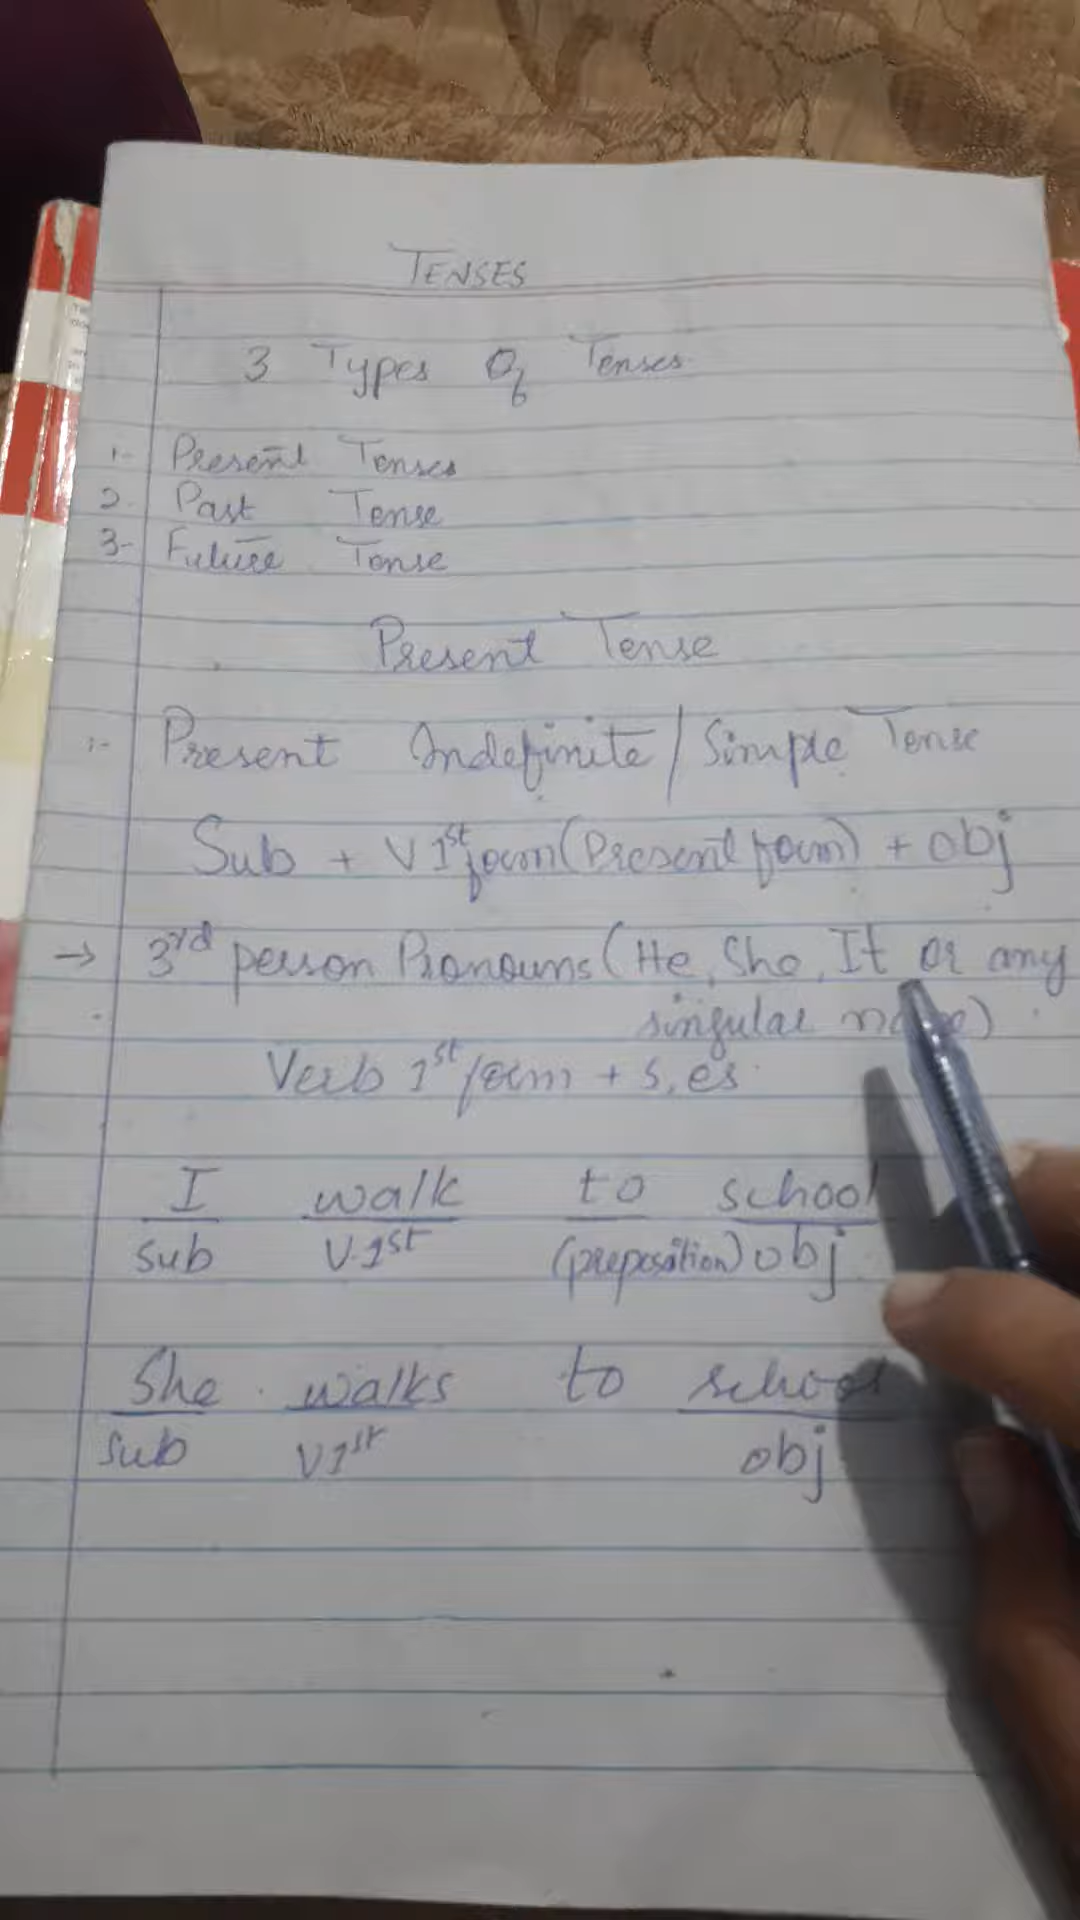 TENSES
3 Types Of Tenses
1- Present Tenses
2- Past Tense
3- Future Tense
Present Tense
1- Present Indefinite / Simple Tense
Sub + V 1st form (Present form) + obj
→ 3rd person Pronouns (He, She, It or any
singular
Verb 1st form + s, es
I walk to school
sub V.1st (preposition) obj
She walks to school
sub V1st obj